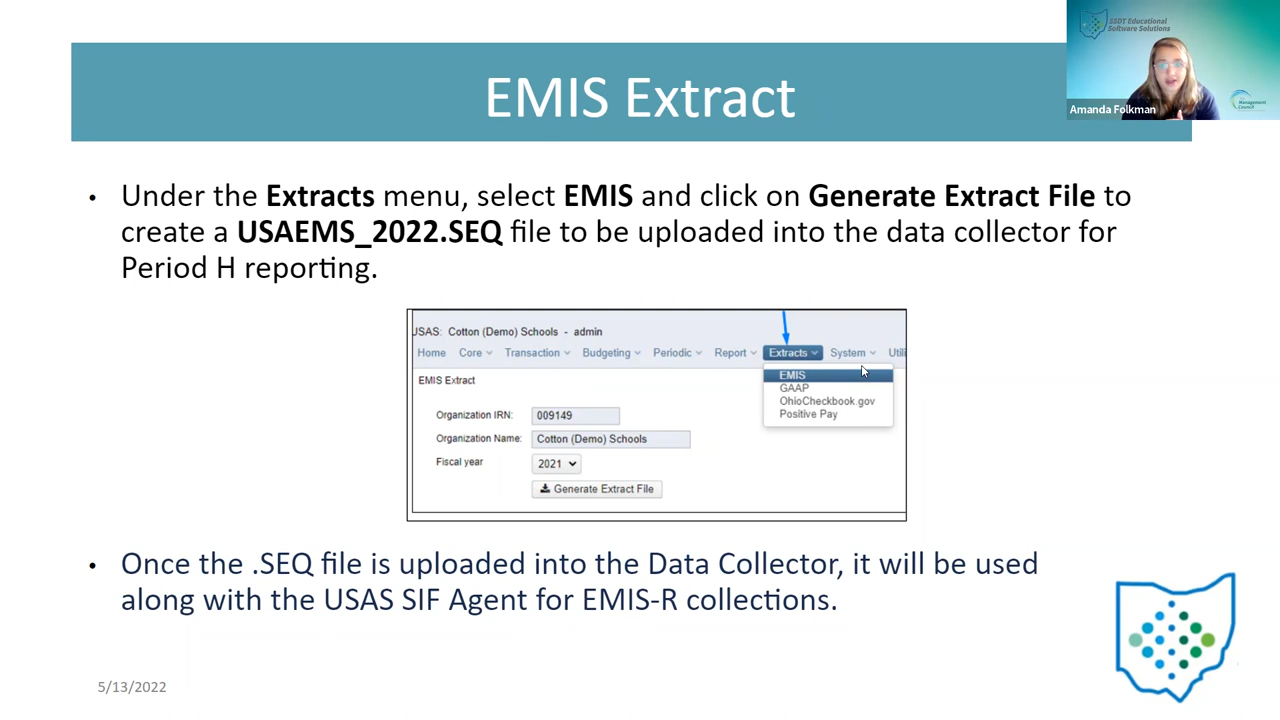 SSDT Educational
Software Solutions
Amanda Folkman
Management
Council
EMIS Extract
• Under the Extracts menu, select EMIS and click on Generate Extract File to
create a USAEMS_2022.SEQ file to be uploaded into the data collector for
Period H reporting.
USAS: Cotton (Demo) Schools - admin
Home Core Transaction Budgeting Periodic Report Extracts System Utili
EMIS
GAAP
OhioCheckbook.gov
Positive Pay
EMIS Extract
Organization IRN: 009149
Organization Name: Cotton (Demo) Schools
Fiscal year 2021
Generate Extract File
• Once the .SEQ file is uploaded into the Data Collector, it will be used
along with the USAS SIF Agent for EMIS-R collections.
5/13/2022